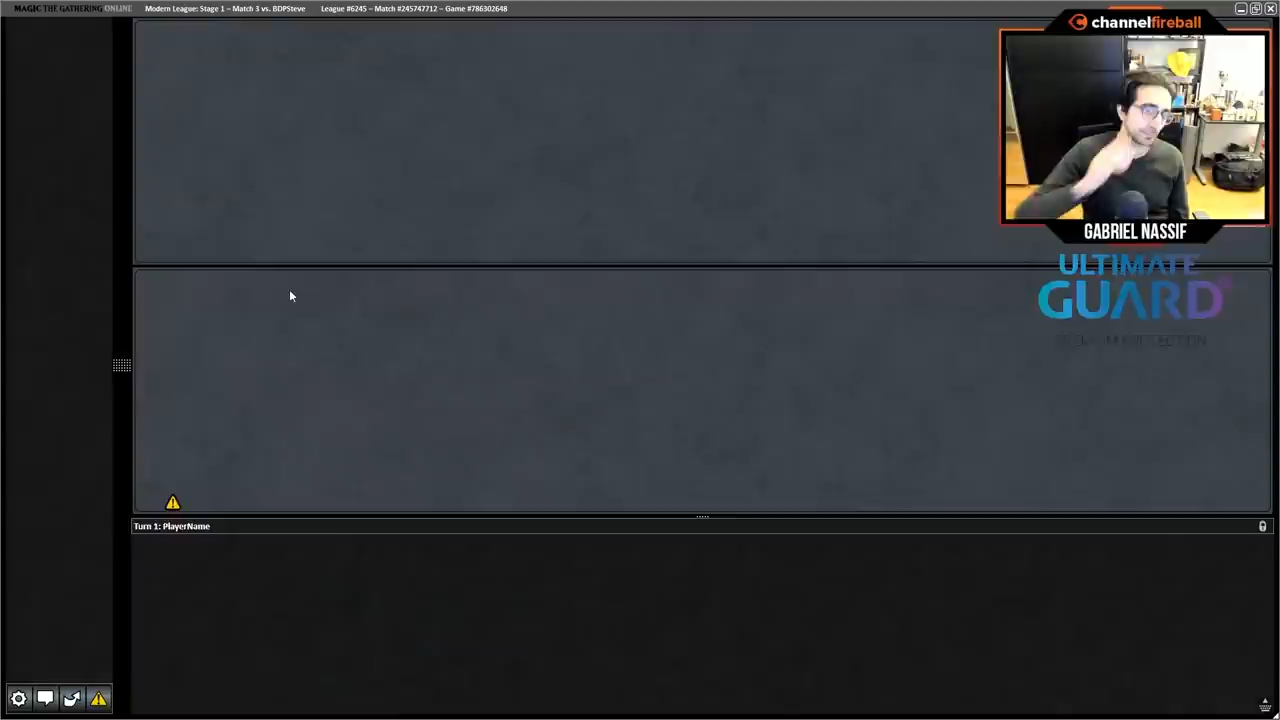 MAGIC THE GATHERING ONLINE
Modern League: Stage 1 – Match 3 vs. BDPSteve
League #6245 – Match #245747712 – Game #786302648
channelfireball
GABRIEL NASSIF
ULTIMATE
GUARD
Turn 1: PlayerName